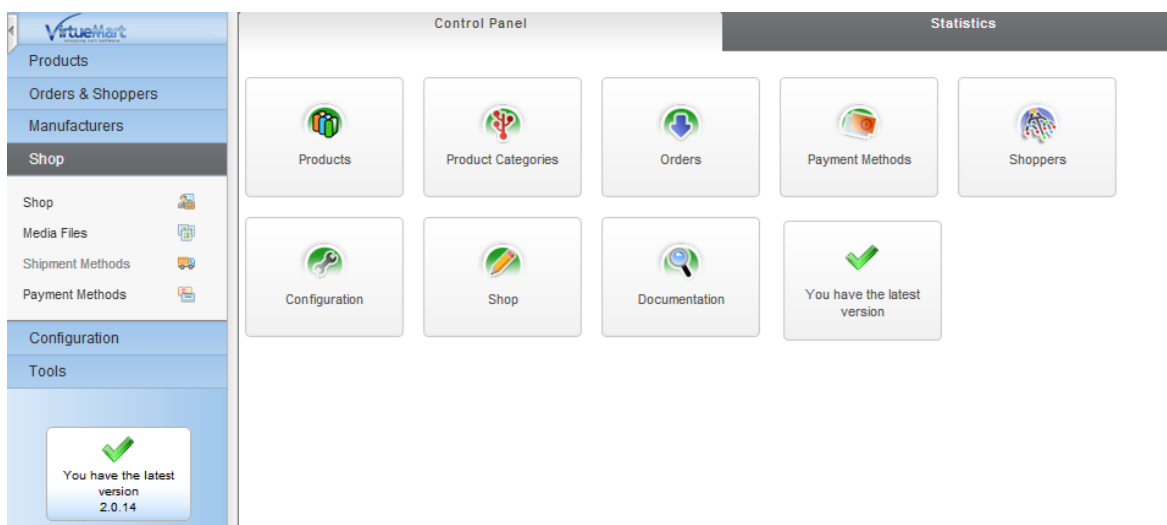 VirtueMart
Products
Orders & Shoppers
Manufacturers
Shop
Shop
Media Files
Shipment Methods
Payment Methods
Configuration
Tools
You have the latest
version
2.0.14
Control Panel
Statistics
Products
Product Categories
Orders
Payment Methods
Shoppers
Configuration
Shop
Documentation
You have the latest
version